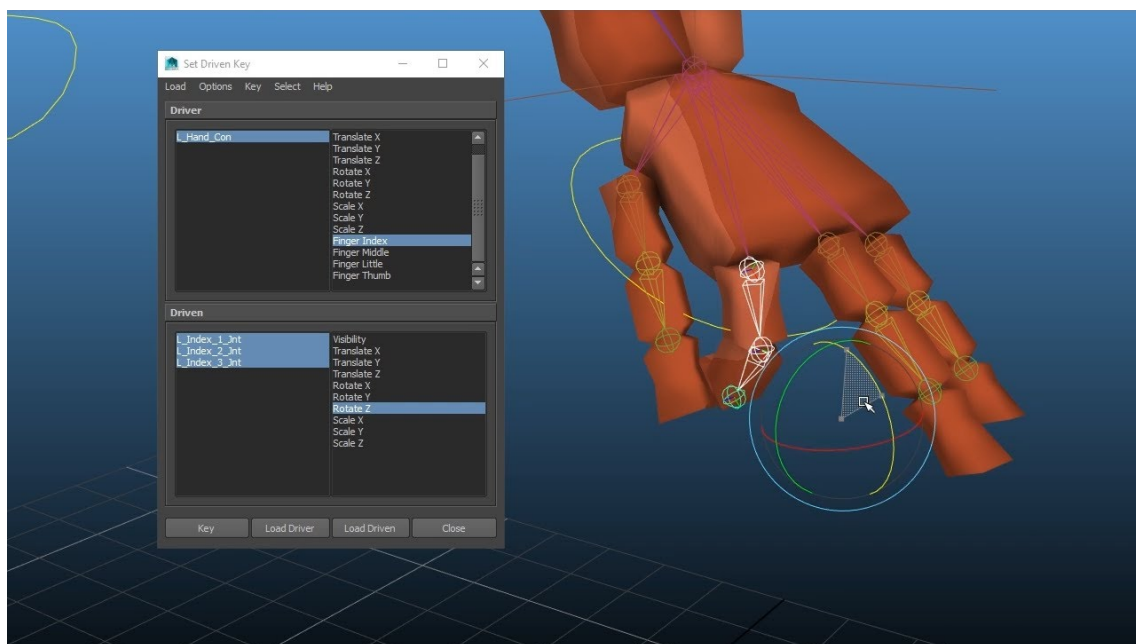 Set Driven Key
Load Options Key Select Help
Driver
L_Hand_Con
Translate X
Translate Y
Translate Z
Rotate X
Rotate Y
Rotate Z
Scale X
Scale Y
Scale Z
Finger Index
Finger Middle
Finger Little
Finger Thumb
Driven
L_Index_1_Jnt
L_Index_2_Jnt
L_Index_3_Jnt
Visibility
Translate X
Translate Y
Translate Z
Rotate X
Rotate Y
Rotate Z
Scale X
Scale Y
Scale Z
Key Load Driver Load Driven Close